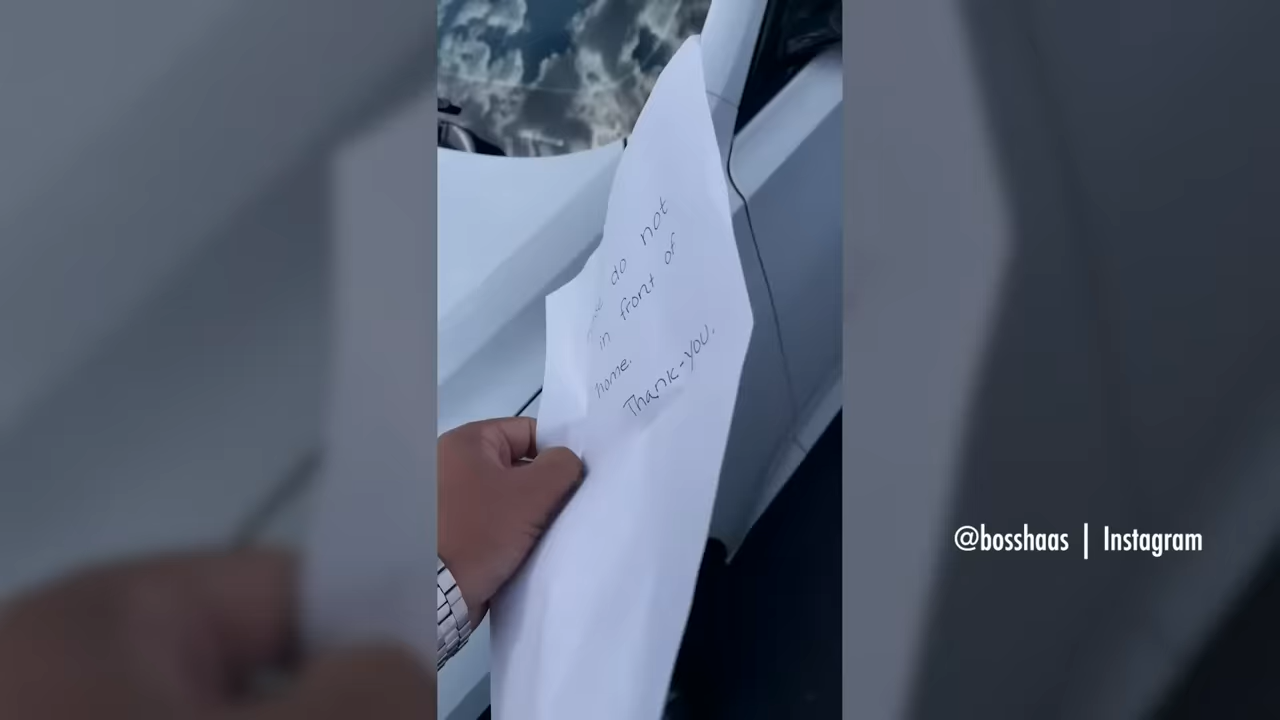 do not
in front of
home.
Thank-you.
@bosshaas | Instagram